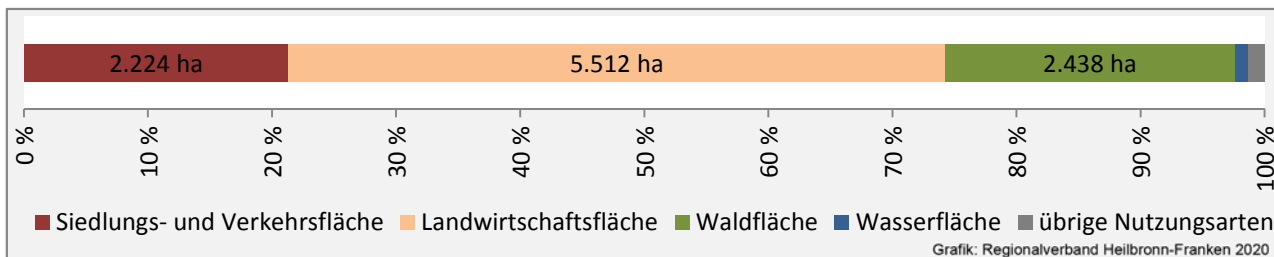 2.224 ha 5.512 ha 2.438 ha
0 % 10 % 20 % 30 % 40 % 50 % 60 % 70 % 80 % 90 % 100 %
Siedlungs- und Verkehrsfläche Landwirtschaftsfläche Waldfläche Wasserfläche übrige Nutzungsarten
Grafik: Regionalverband Heilbronn-Franken 2020